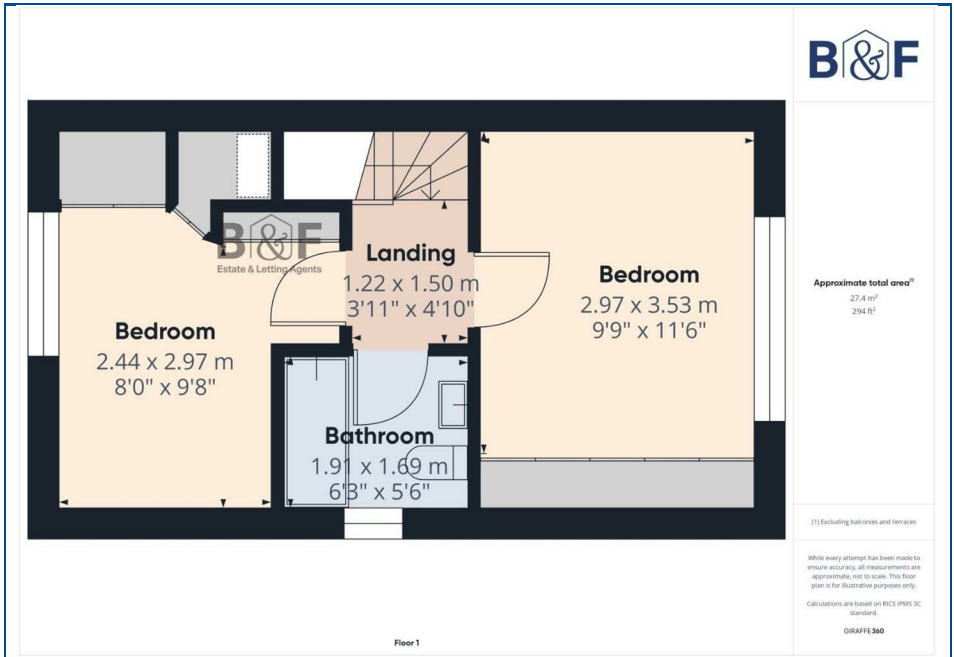 B&F
B&F
Estate & Letting Agents
Landing
1.22 x 1.50 m
3'11" x 4'10"
Bedroom
2.97 x 3.53 m
9'9" x 11'6"
Bedroom
2.44 x 2.97 m
8'0" x 9'8"
Bathroom
1.91 x 1.69 m
6'3" x 5'6"
Floor 1
Approximate total area(1)
27.4 m²
294 ft²
(1) Excluding balconies and terraces
While every attempt has been made to
ensure accuracy, all measurements are
approximate, not to scale. This floor
plan is for illustrative purposes only.
Calculations are based on RICS IPMS 3C
standard.
GIRAFFE360